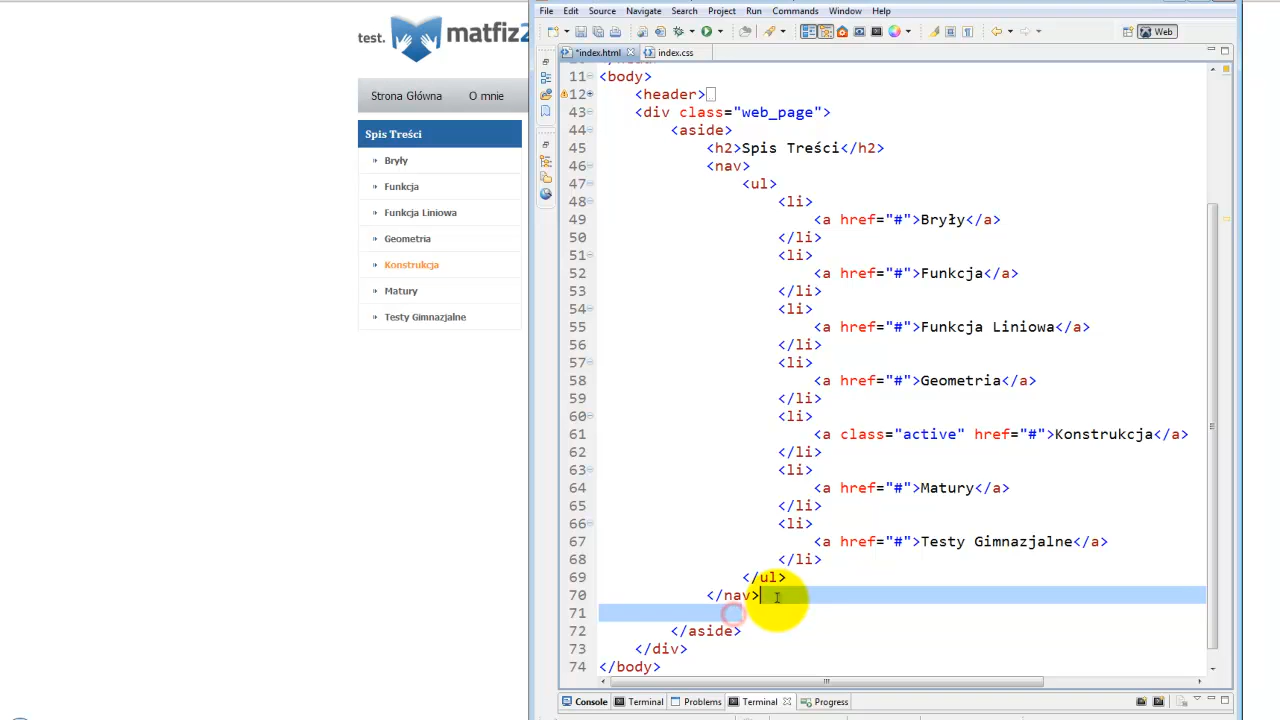 test. matfiz2
Strona Główna O mnie
Spis Treści
Bryły
Funkcja
Funkcja Liniowa
Geometria
Konstrukcja
Matury
Testy Gimnazjalne
File Edit Source Navigate Search Project Run Commands Window Help
Web
*index.html index.css
11 <body>
12 <header>
43 <div class="web_page">
44 <aside>
45 <h2>Spis Treści</h2>
46 <nav>
47 <ul>
48 <li>
49 <a href="#">Bryły</a>
50 </li>
51 <li>
52 <a href="#">Funkcja</a>
53 </li>
54 <li>
55 <a href="#">Funkcja Liniowa</a>
56 </li>
57 <li>
58 <a href="#">Geometria</a>
59 </li>
60 <li>
61 <a class="active" href="#">Konstrukcja</a>
62 </li>
63 <li>
64 <a href="#">Matury</a>
65 </li>
66 <li>
67 <a href="#">Testy Gimnazjalne</a>
68 </li>
69 </ul>
70 </nav>
71
72 </aside>
73 </div>
74 </body>
Console Terminal Problems Terminal Progress